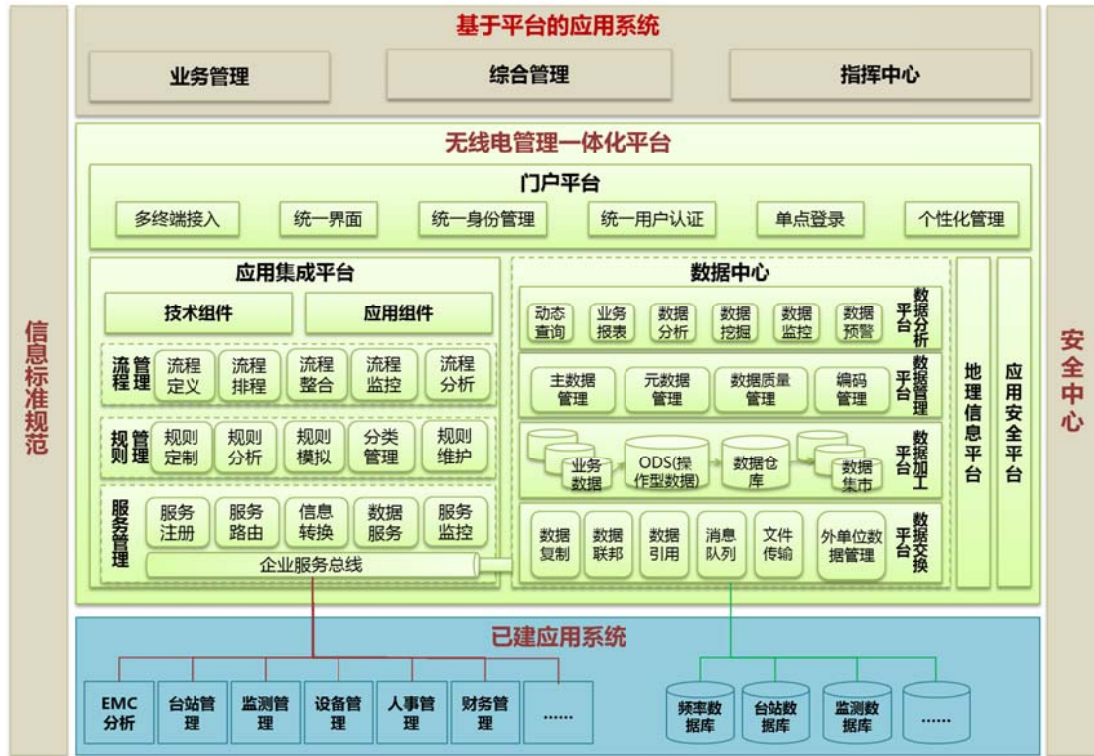 基于平台的应用系统
业务管理
综合管理
指挥中心
信息标准规范
安全中心
无线电管理一体化平台
门户平台
多终端接入
统一界面
统一身份管理
统一用户认证
单点登录
个性化管理
应用集成平台
技术组件
应用组件
流程
管理
流程
定义
流程
排程
流程
整合
流程
监控
流程
分析
规则
管理
规则
定制
规则
分析
规则
模拟
分类
管理
规则
维护
服务管理
服务
注册
服务
路由
信息
转换
数据
服务
服务
监控
企业服务总线
数据中心
动态
查询
业务
报表
数据
分析
数据
挖掘
数据
监控
数据
预警
数据分析
平台
主数据
管理
元数据
管理
数据质量
管理
编码
管理
数据管理
平台
业务
数据
ODS(操
作型数据)
数据仓
库
数据
集市
数据加工
平台
数据
复制
数据
联邦
数据
引用
消息
队列
文件
传输
外单位数
据管理
数据交换
平台
地理信息平台
应用安全平台
已建应用系统
EMC
分析
台站管
理
监测管
理
设备管
理
人事管
理
财务管
理
......
频率数
据库
台站数
据库
监测数
据库
......